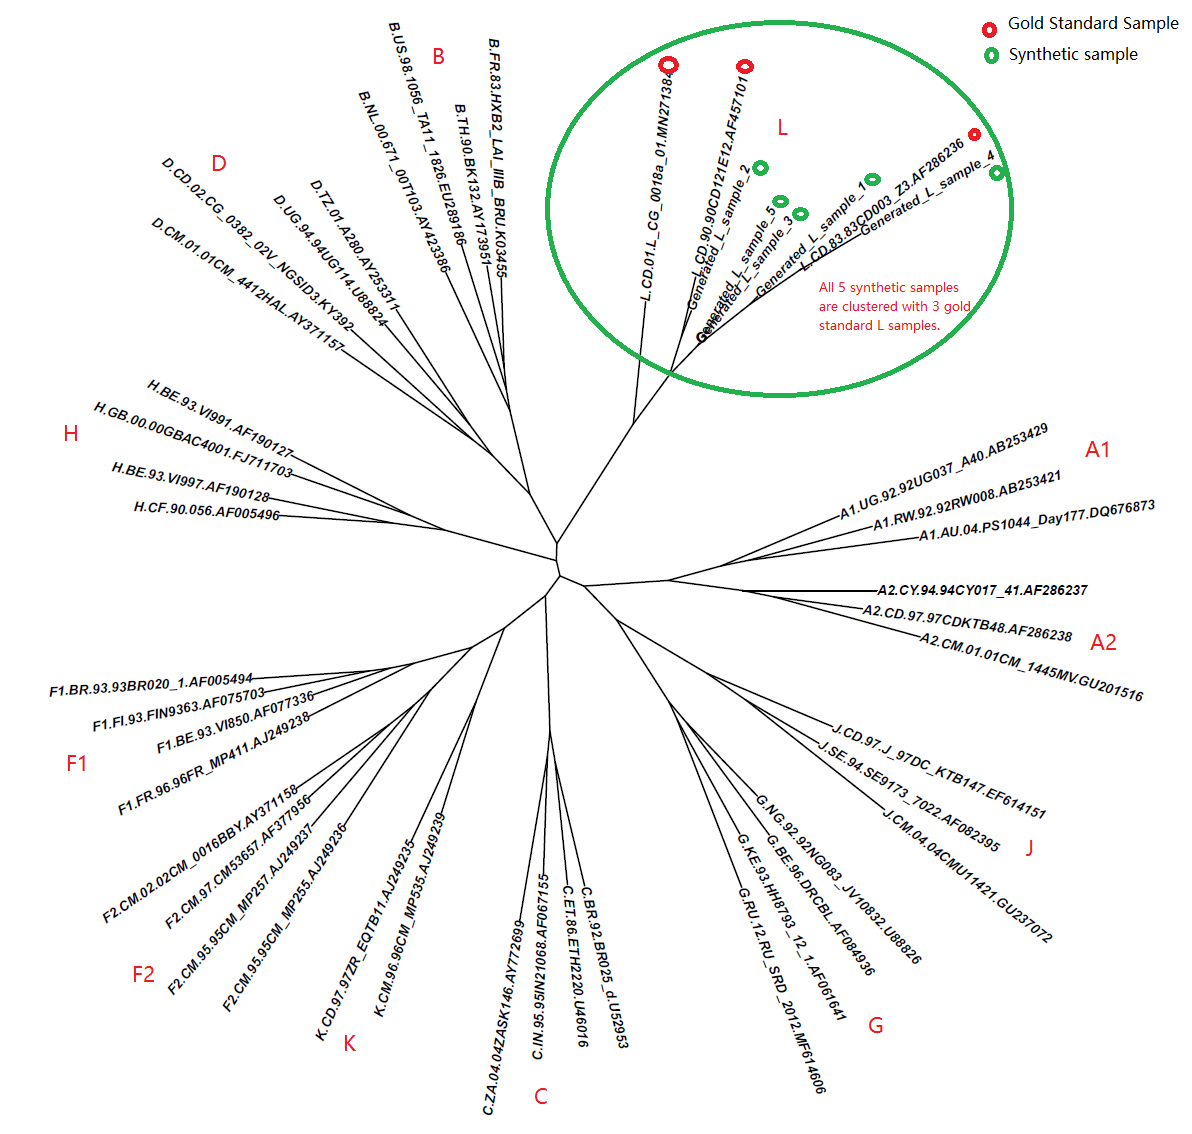 Gold Standard Sample
Synthetic sample
B
B.US.98.1056_TA11_1826.EU289186
B.FR.83.HXB2_LAI_IIIB_BRU.K03455
B.NL.00.671_00T103.AY423386
B.TH.90.BK132.AY173951
D
D.CD.02.CG_0382_02V_NGSID3.KY392
D.TZ.01.A280.AY253311
D.UG.94.94UG114.U88824
D.CM.01.01CM_4412HAL.AY371157
L
L.CD.01.L_CG_0018a_01.MN271384
L.CD.90.90CD121E12.AF457101
Generated_L_sample_2
Generated_L_sample_5
Generated_L_sample_3
Generated_L_sample_1
L.CD.83.83CD003_Z3.AF286236
Generated_L_sample_4
All 5 synthetic samples
are clustered with 3 gold
standard L samples.
H
H.BE.93.VI991.AF190127
H.GB.00.00GBAC4001.FJ711703
H.BE.93.VI997.AF190128
H.CF.90.056.AF005496
A1
A1.UG.92.92UG037_A40.AB253429
A1.RW.92.92RW008.AB253421
A1.AU.04.PS1044_Day177.DQ676873
A2.CY.94.94CY017_41.AF286237
A2.CD.97.97CDKTB48.AF286238
A2
A2.CM.01.01CM_1445MV.GU201516
F1.BR.93.93BR020_1.AF005494
F1.FI.93.FIN9363.AF075703
F1.BE.93.VI850.AF077336
F1.FR.96.96FR_MP411.AJ249238
F1
J.CD.97.J_97DC_KTB147.EF614151
J.SE.94.SE9173_7022.AF082395
J.CM.04.04CMU11421.GU237072
J
F2.CM.02.02CM_0016BBY.AY371158
F2.CM.97.CM53657.AF377956
F2.CM.95.95CM_MP257.AJ249237
F2.CM.95.95CM_MP255.AJ249236
F2
K.CD.97.97ZR_EQTB11.AJ249235
K.CM.96.96CM_MP535.AJ249239
K
C.ZA.04.04ZASK146.AY772699
C.IN.95.95IN21068.AF067155
C.ET.86.ETH2220.U46016
C.BR.92.BR025_d.U52953
C
G.NG.92.92NG083_JV10832.U88826
G.BE.96.DRCBL.AF084936
G.KE.93.HH8793_12_1.AF061641
G.RU.12.RU_SRD_2012.MF614606
G